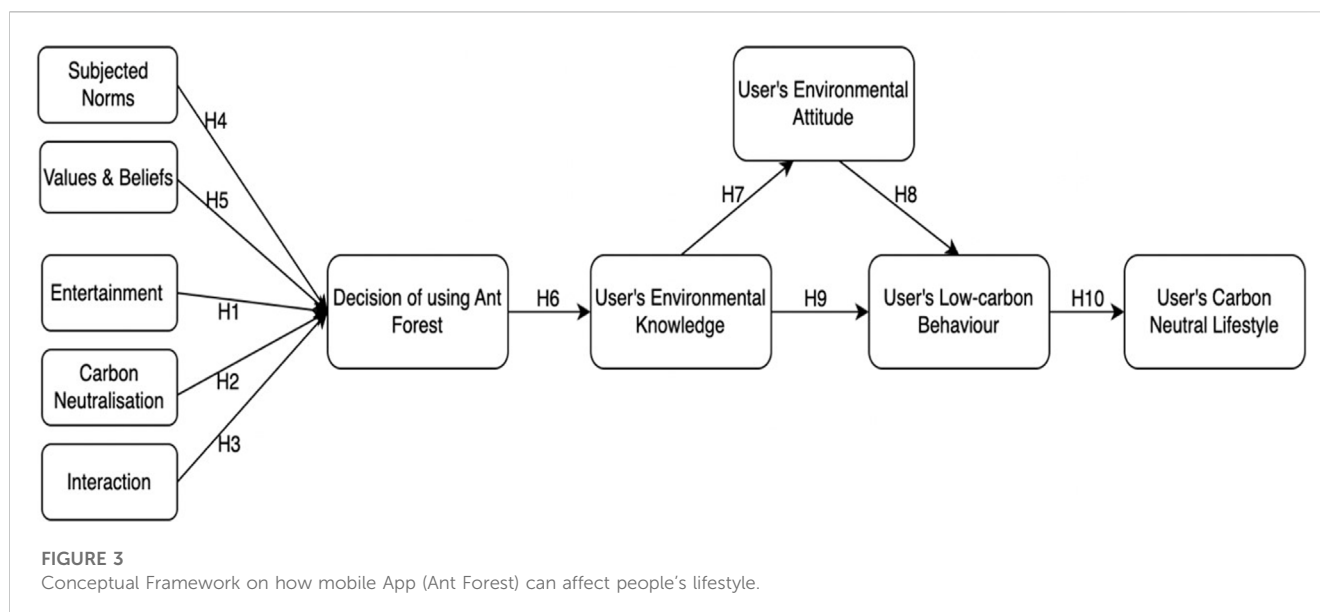 Subjected
Norms
H4
Values & Beliefs
H5
Entertainment
H1
Carbon
Neutralisation
H2
Interaction
H3
Decision of using Ant
Forest
H6
User's Environmental
Knowledge
H7
User's Environmental
Attitude
H8
H9
User's Low-carbon
Behaviour
H10
User's Carbon
Neutral Lifestyle
FIGURE 3
Conceptual Framework on how mobile App (Ant Forest) can affect people's lifestyle.